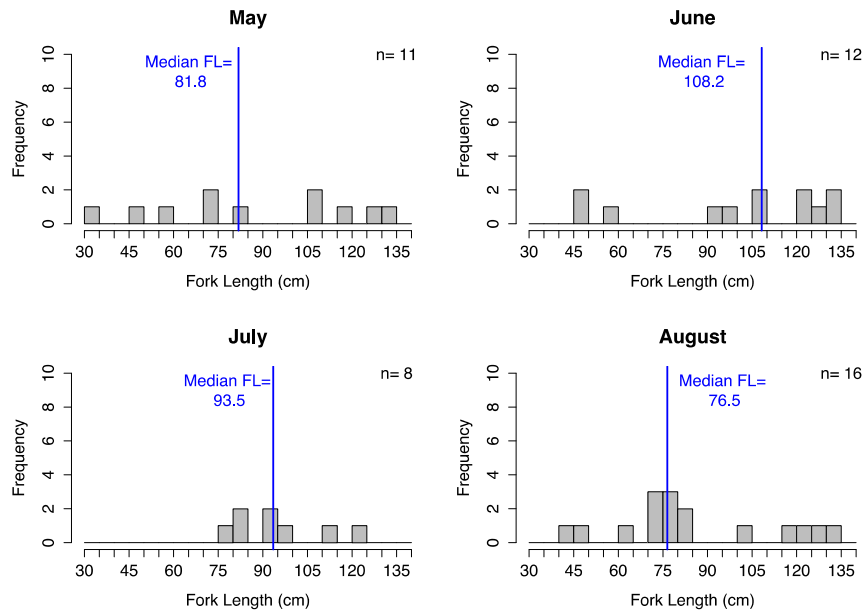 May
Median FL=
81.8
n= 11
Frequency
0 2 4 6 8 10
30 45 60 75 90 105 120 135
Fork Length (cm)
June
Median FL=
108.2
n= 12
Frequency
0 2 4 6 8 10
30 45 60 75 90 105 120 135
Fork Length (cm)
July
Median FL=
93.5
n= 8
Frequency
0 2 4 6 8 10
30 45 60 75 90 105 120 135
Fork Length (cm)
August
Median FL=
76.5
n= 16
Frequency
0 2 4 6 8 10
30 45 60 75 90 105 120 135
Fork Length (cm)